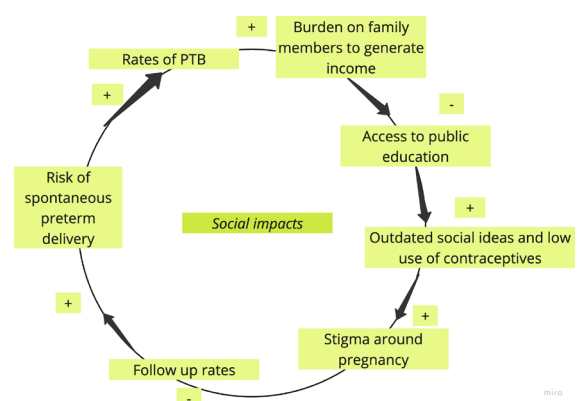 +
Burden on family
members to generate
income
Rates of PTB
-
+
Access to public
education
Risk of
spontaneous
preterm
delivery
+
Social impacts
Outdated social ideas and low
use of contraceptives
+
+
Stigma around
pregnancy
Follow up rates
-
miro